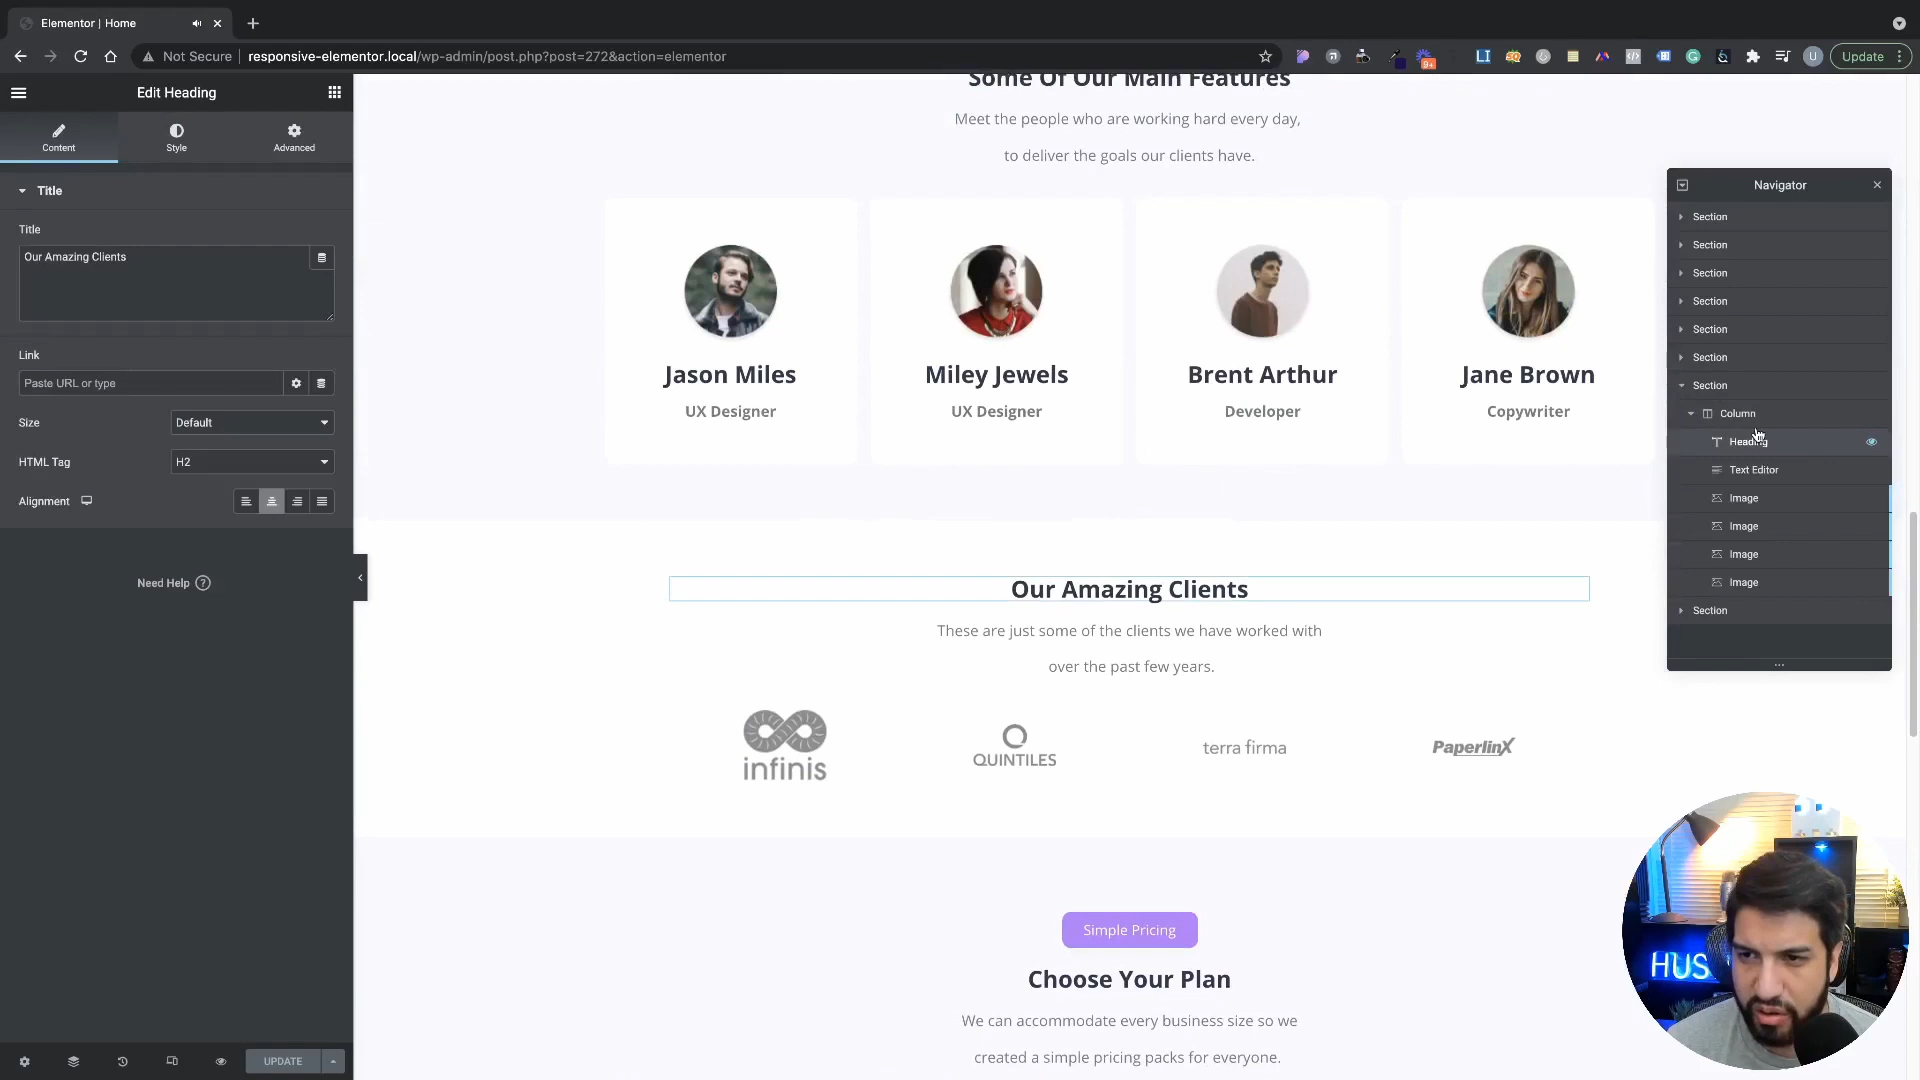 Elementor | Home
Not Secure
responsive-elementor.local/wp-admin/post.php?post=272&action=elementor
LI
9+
U
Update
Edit Heading
Content
Style
Advanced
Title
Title
Our Amazing Clients
Link
Paste URL or type
Size
Default
HTML Tag
H2
Alignment
Need Help ?
UPDATE
Some Of Our Main Features
Meet the people who are working hard every day,
to deliver the goals our clients have.
Jason Miles
UX Designer
Miley Jewels
UX Designer
Brent Arthur
Developer
Jane Brown
Copywriter
Our Amazing Clients
These are just some of the clients we have worked with
over the past few years.
infinis
QUINTILES
terra firma
PaperlinX
Simple Pricing
Choose Your Plan
We can accommodate every business size so we
created a simple pricing packs for everyone.
Navigator
Section
Section
Section
Section
Section
Section
Section
Column
Heading
Text Editor
Image
Image
Image
Image
Section
HUS